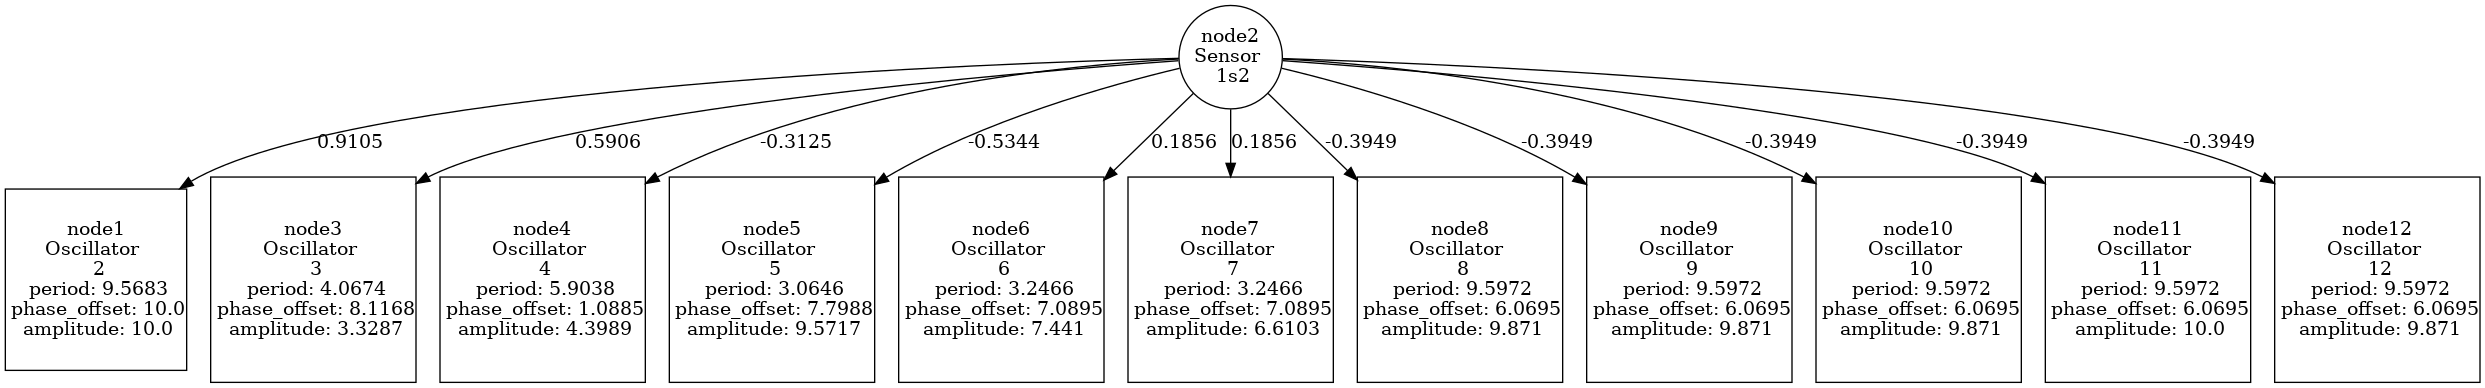 node2
Sensor
1s2
0.9105
0.5906
-0.3125
-0.5344
0.1856
0.1856
-0.3949
-0.3949
-0.3949
-0.3949
-0.3949
node1
Oscillator
2
period: 9.5683
phase_offset: 10.0
amplitude: 10.0
node3
Oscillator
3
period: 4.0674
phase_offset: 8.1168
amplitude: 3.3287
node4
Oscillator
4
period: 5.9038
phase_offset: 1.0885
amplitude: 4.3989
node5
Oscillator
5
period: 3.0646
phase_offset: 7.7988
amplitude: 9.5717
node6
Oscillator
6
period: 3.2466
phase_offset: 7.0895
amplitude: 7.441
node7
Oscillator
7
period: 3.2466
phase_offset: 7.0895
amplitude: 6.6103
node8
Oscillator
8
period: 9.5972
phase_offset: 6.0695
amplitude: 9.871
node9
Oscillator
9
period: 9.5972
phase_offset: 6.0695
amplitude: 9.871
node10
Oscillator
10
period: 9.5972
phase_offset: 6.0695
amplitude: 9.871
node11
Oscillator
11
period: 9.5972
phase_offset: 6.0695
amplitude: 10.0
node12
Oscillator
12
period: 9.5972
phase_offset: 6.0695
amplitude: 9.871